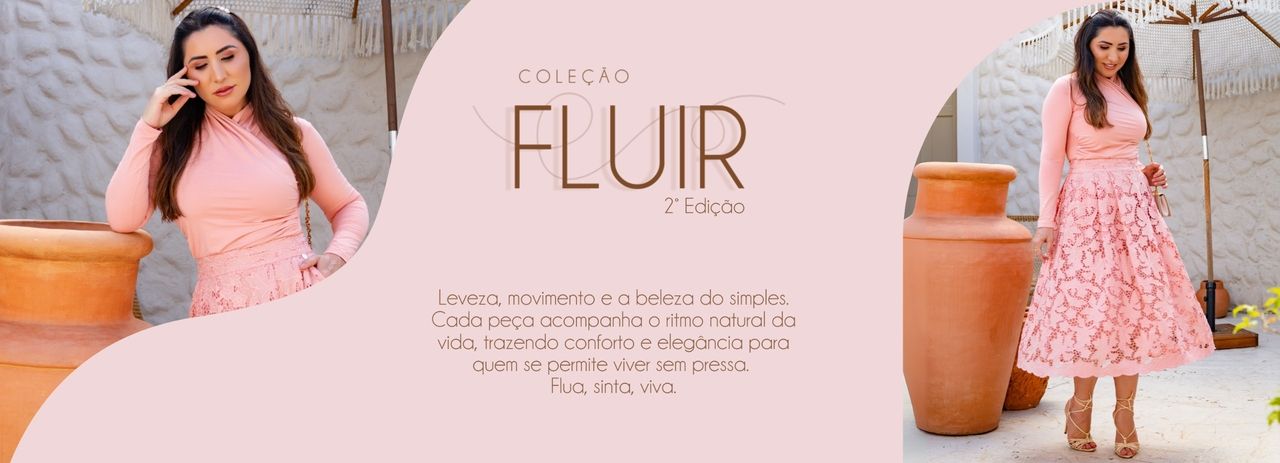 COLEÇÃO
FLUIR
2° Edição
Leveza, movimento e a beleza do simples.
Cada peça acompanha o ritmo natural da
vida, trazendo conforto e elegância para
quem se permite viver sem pressa.
Flua, sinta, viva.